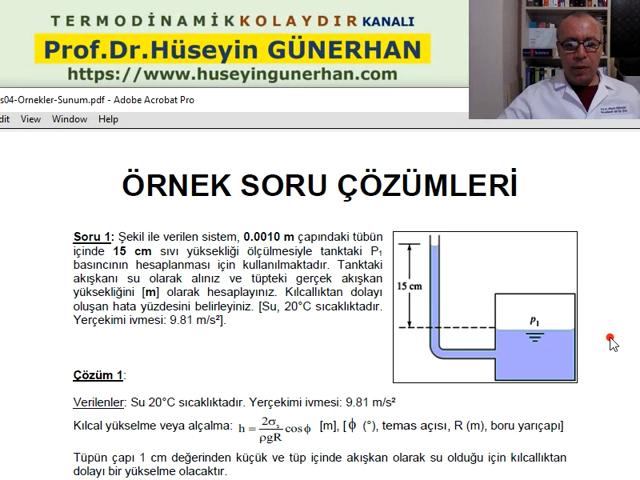 TERMODİNAMİKKOLAYDIR KANALI
Prof.Dr.Hüseyin GÜNERHAN
https://www.huseyingunerhan.com
s04-Ornekler-Sunum.pdf - Adobe Acrobat Pro
dit View Window Help
ÖRNEK SORU ÇÖZÜMLERİ
Soru 1: Şekil ile verilen sistem, 0.0010 m çapındaki tübün
içinde 15 cm sıvı yüksekliği ölçülmesiyle tanktaki P₁
basıncının hesaplanması için kullanılmaktadır. Tanktaki
akışkanı su olarak alınız ve tüpteki gerçek akışkan
yüksekliğini [m] olarak hesaplayınız. Kılcallıktan dolayı
oluşan hata yüzdesini belirleyiniz. [Su, 20°C sıcaklıktadır.
Yerçekimi ivmesi: 9.81 m/s²].
15 cm
p₁
Çözüm 1:
Verilenler: Su 20°C sıcaklıktadır. Yerçekimi ivmesi: 9.81 m/s²
Kılcal yükselme veya alçalma: h = 2σₛ/ρgR cosϕ [m], [ϕ (°), temas açısı, R (m), boru yarıçapı]
Tüpün çapı 1 cm değerinden küçük ve tüp içinde akışkan olarak su olduğu için kılcallıktan
dolayı bir yükselme olacaktır.